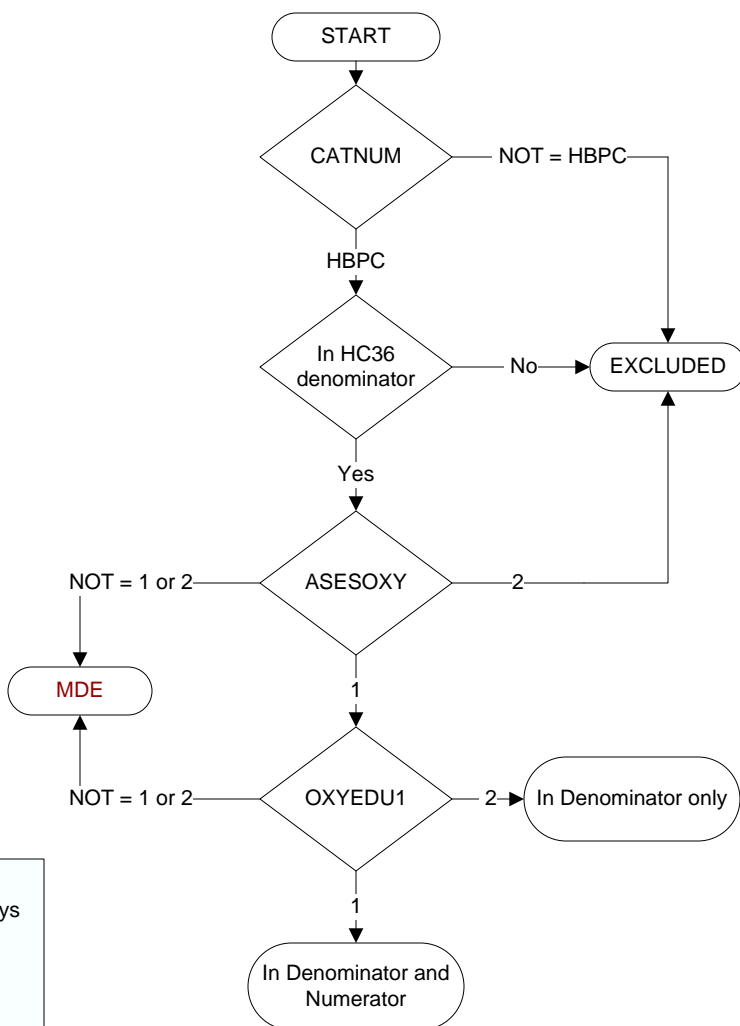 START
CATNUM
NOT = HBPC
HBPC
In HC36
denominator
No
EXCLUDED
Yes
NOT = 1 or 2
ASESOXY
2
MDE
1
NOT = 1 or 2
OXYEDU1
2
In Denominator only
1
In Denominator and
Numerator